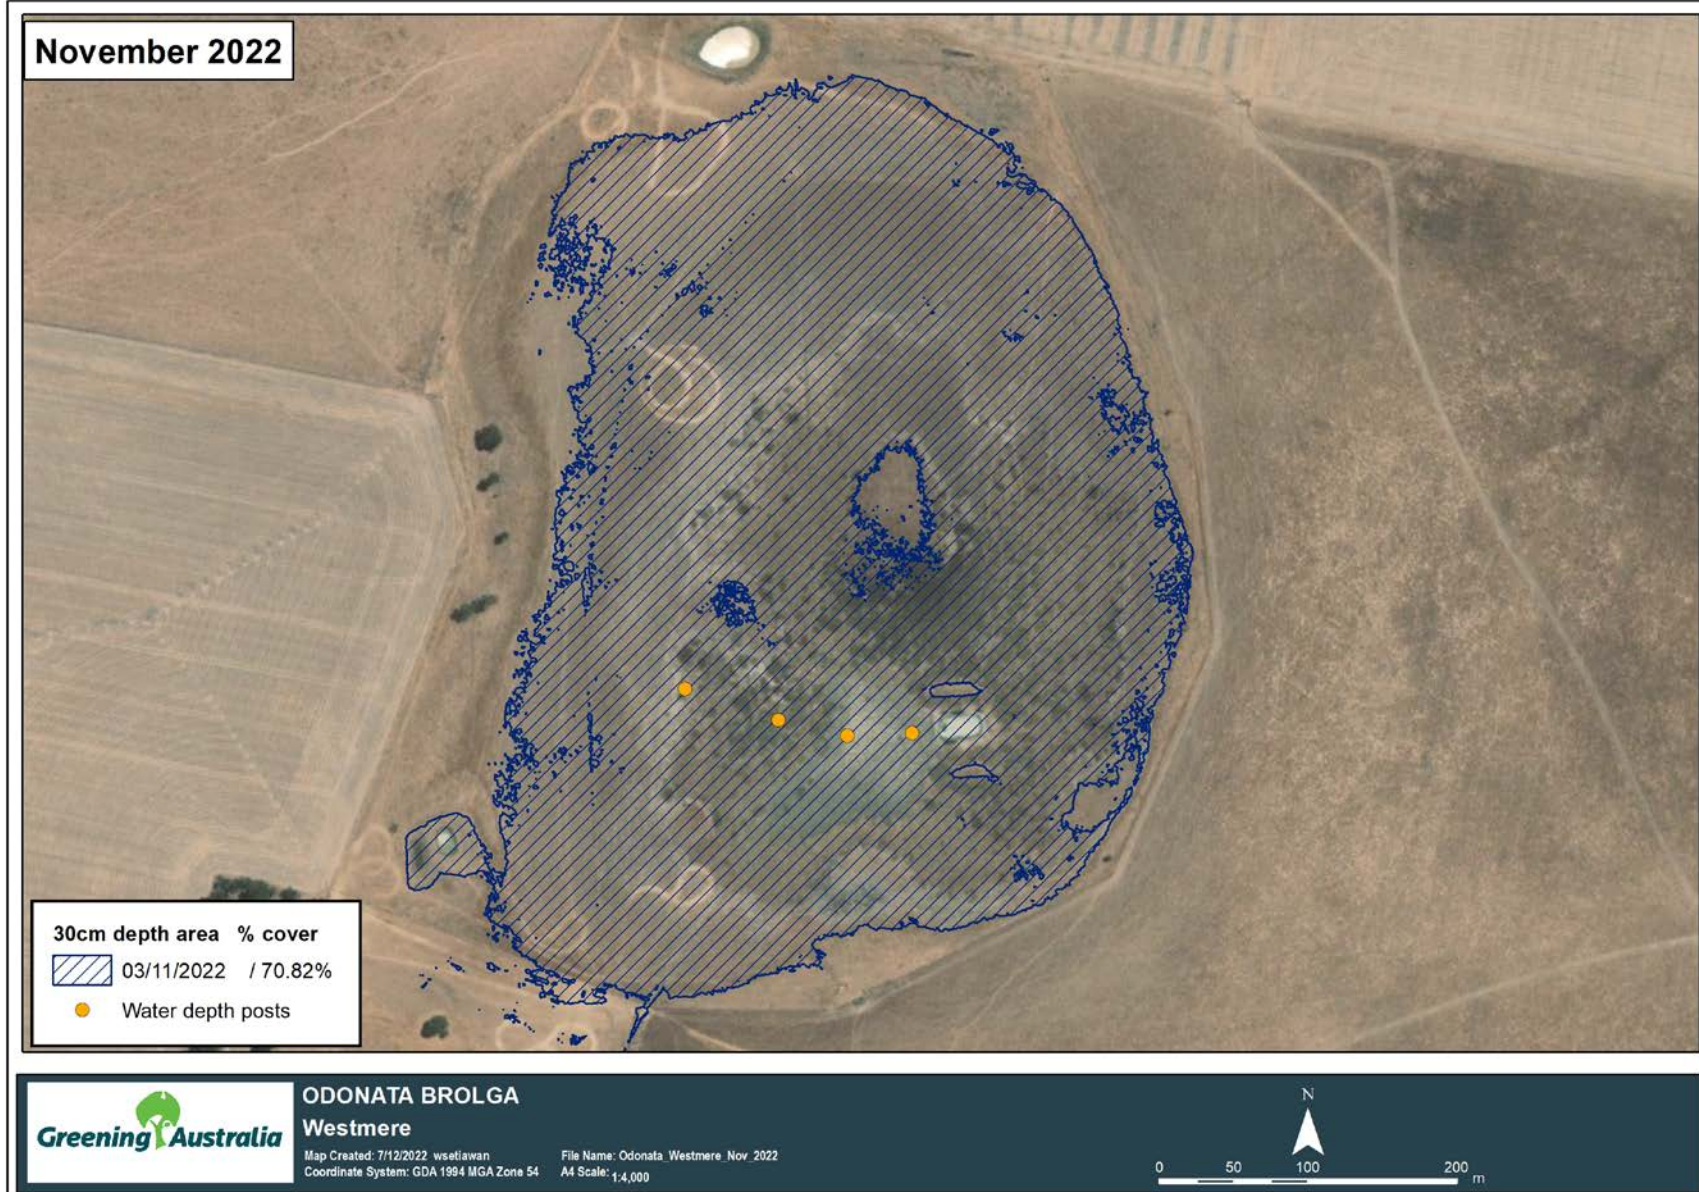 November 2022
30cm depth area % cover
03/11/2022 / 70.82%
Water depth posts
Greening Australia
ODONATA BROLGA
Westmere
Map Created: 7/12/2022 wsetiawan File Name: Odonata_Westmere_Nov_2022
Coordinate System: GDA 1994 MGA Zone 54 A4 Scale: 1:4,000
N
0 50 100 200
m